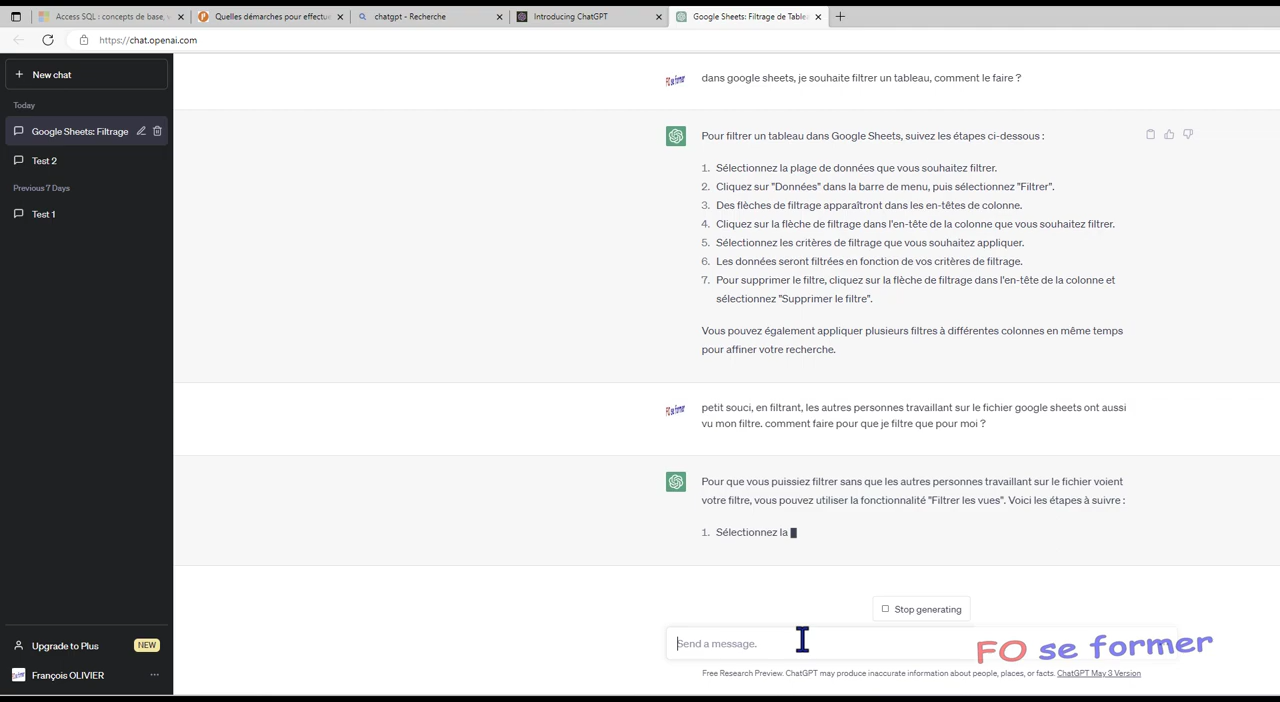 Access SQL : concepts de base, v
Quelles démarches pour effectue
chatgpt - Recherche
Introducing ChatGPT
Google Sheets: Filtrage de Table
https://chat.openai.com
New chat
Today
Google Sheets: Filtrage
Test 2
Previous 7 Days
Test 1
FO se former
dans google sheets, je souhaite filtrer un tableau, comment le faire ?
Pour filtrer un tableau dans Google Sheets, suivez les étapes ci-dessous :
1. Sélectionnez la plage de données que vous souhaitez filtrer.
2. Cliquez sur "Données" dans la barre de menu, puis sélectionnez "Filtrer".
3. Des flèches de filtrage apparaîtront dans les en-têtes de colonne.
4. Cliquez sur la flèche de filtrage dans l'en-tête de la colonne que vous souhaitez filtrer.
5. Sélectionnez les critères de filtrage que vous souhaitez appliquer.
6. Les données seront filtrées en fonction de vos critères de filtrage.
7. Pour supprimer le filtre, cliquez sur la flèche de filtrage dans l'en-tête de la colonne et
sélectionnez "Supprimer le filtre".
Vous pouvez également appliquer plusieurs filtres à différentes colonnes en même temps
pour affiner votre recherche.
FO se former
petit souci, en filtrant, les autres personnes travaillant sur le fichier google sheets ont aussi
vu mon filtre. comment faire pour que je filtre que pour moi ?
Pour que vous puissiez filtrer sans que les autres personnes travaillant sur le fichier voient
votre filtre, vous pouvez utiliser la fonctionnalité "Filtrer les vues". Voici les étapes à suivre :
1. Sélectionnez la
Stop generating
Send a message.
FO se former
Free Research Preview. ChatGPT may produce inaccurate information about people, places, or facts. ChatGPT May 3 Version
Upgrade to Plus
NEW
François OLIVIER